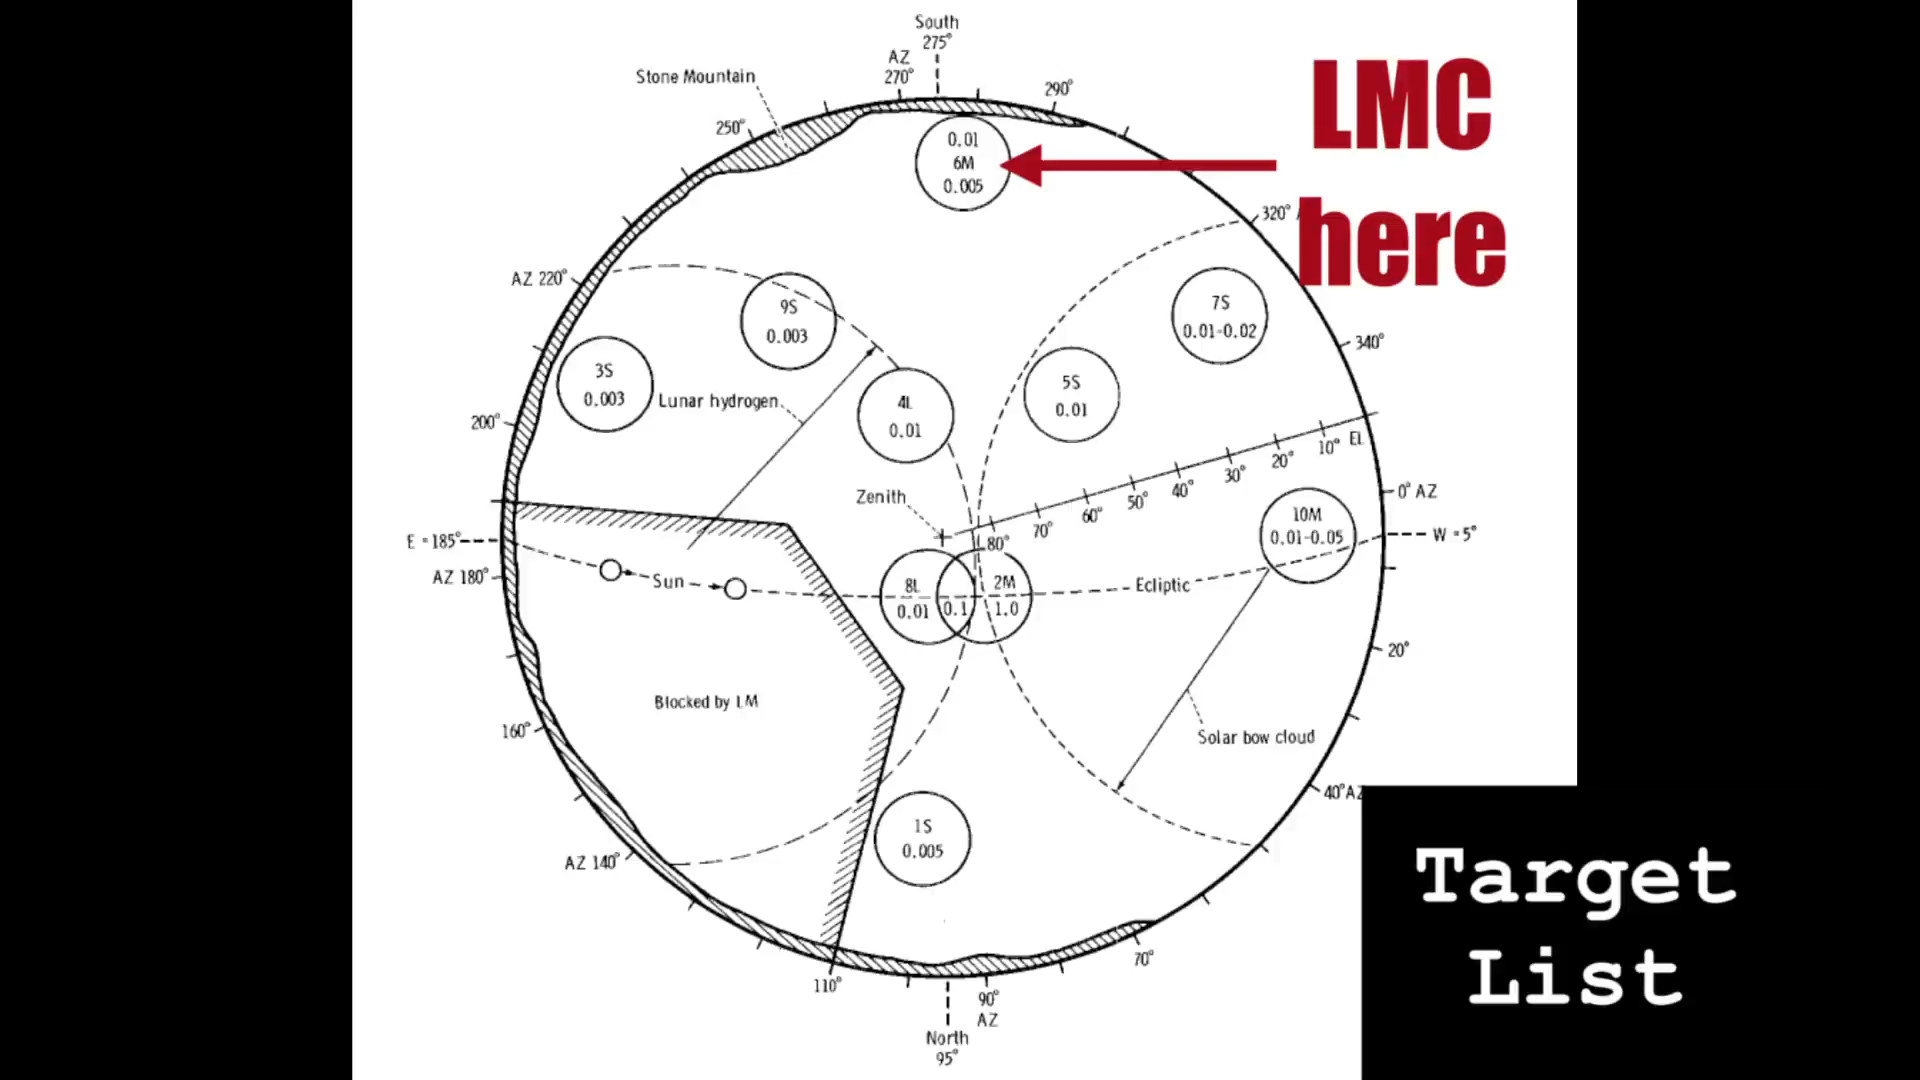 South
275°
AZ
270°
290°
Stone Mountain
250°
LMC
here
0.01
6M
0.005
320°
AZ 220°
9S
0.003
7S
0.01-0.02
340°
3S
0.003
Lunar hydrogen
4L
0.01
5S
0.01
200°
EL
10°
20°
30°
40°
50°
60°
70°
80°
Zenith
0° AZ
10M
0.01-0.05
E = 185°
W = 5°
AZ 180°
Sun
8L
0.01
0.1
2M
1.0
Ecliptic
20°
Blocked by LM
160°
Solar bow cloud
40° AZ
1S
0.005
AZ 140°
Target
List
70°
110°
90°
AZ
North
95°